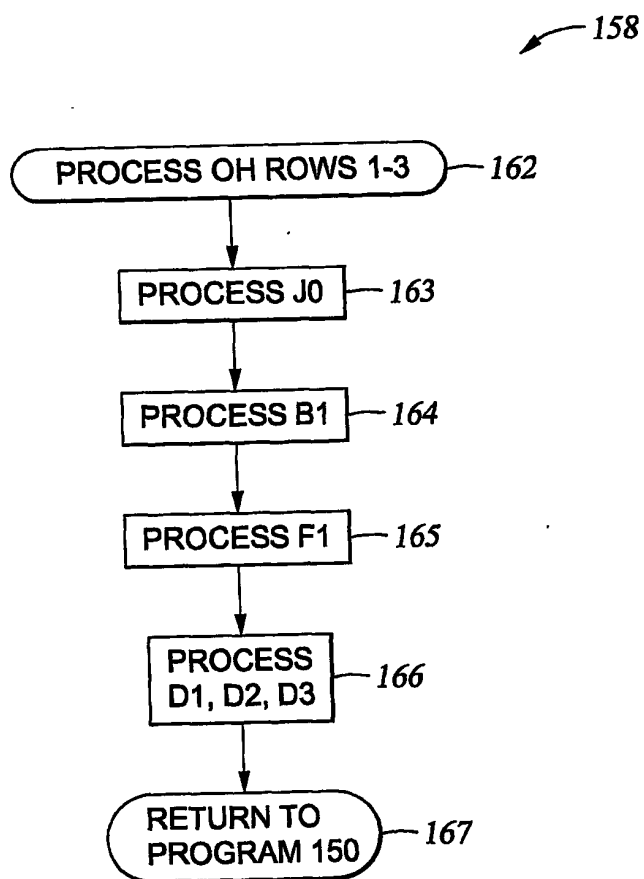 158
PROCESS OH ROWS 1-3
162
PROCESS J0
163
PROCESS B1
164
PROCESS F1
165
PROCESS
D1, D2, D3
166
RETURN TO
PROGRAM 150
167